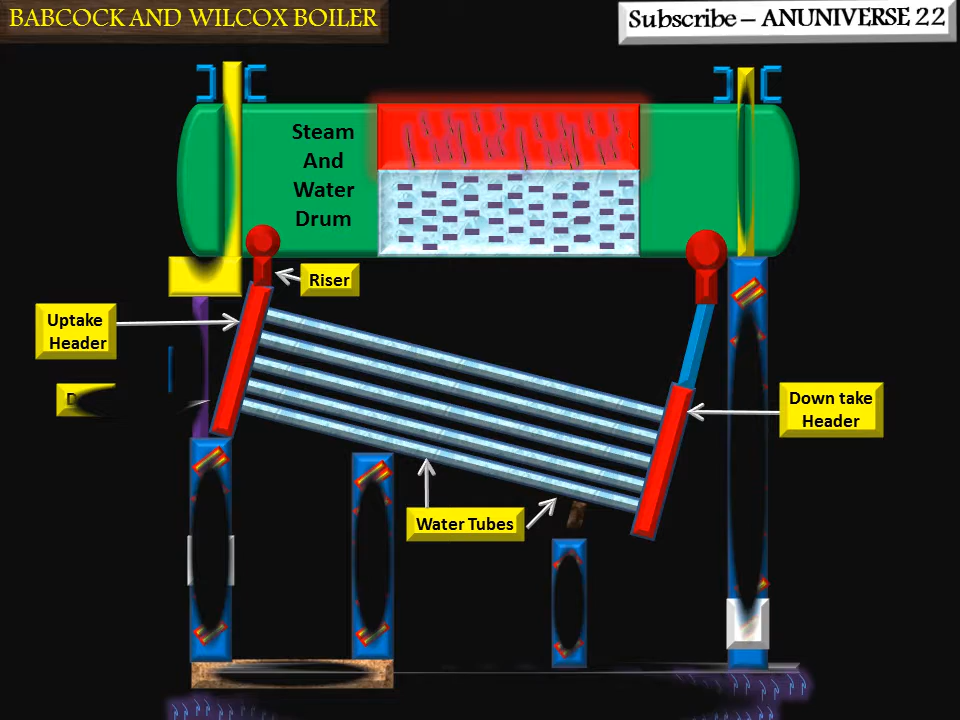 BABCOCK AND WILCOX BOILER
Subscribe – ANUNIVERSE 22
Steam
And
Water
Drum
Riser
Uptake
Header
Down take
Header
Water Tubes